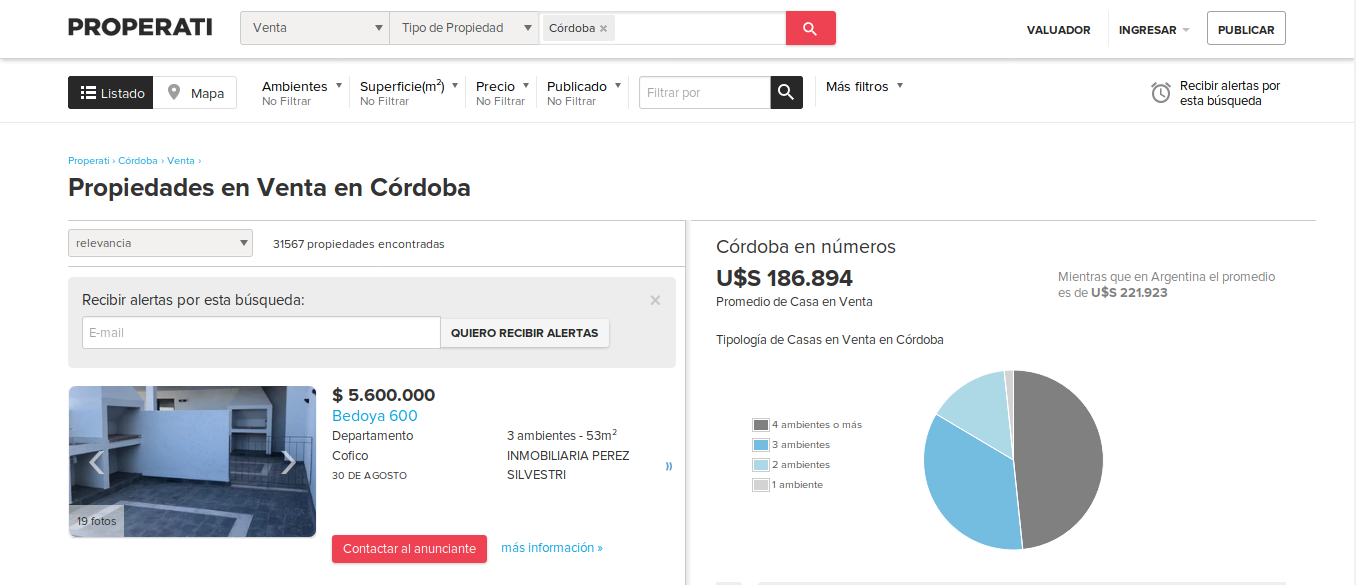 PROPERATI
Venta
Tipo de Propiedad
Córdoba ×
VALUADOR
INGRESAR
PUBLICAR
Listado
Mapa
Ambientes
No Filtrar
Superficie(m²)
No Filtrar
Precio
No Filtrar
Publicado
No Filtrar
Filtrar por
Más filtros
Recibir alertas por
esta búsqueda
Properati › Córdoba › Venta ›
Propiedades en Venta en Córdoba
relevancia
31567 propiedades encontradas
Recibir alertas por esta búsqueda:
×
E-mail
QUIERO RECIBIR ALERTAS
19 fotos
$ 5.600.000
Bedoya 600
Departamento
Cofico
30 DE AGOSTO
3 ambientes - 53m²
INMOBILIARIA PEREZ
SILVESTRI
»
Contactar al anunciante
más información »
Córdoba en números
U$S 186.894
Promedio de Casa en Venta
Mientras que en Argentina el promedio
es de U$S 221.923
Tipología de Casas en Venta en Córdoba
4 ambientes o más
3 ambientes
2 ambientes
1 ambiente